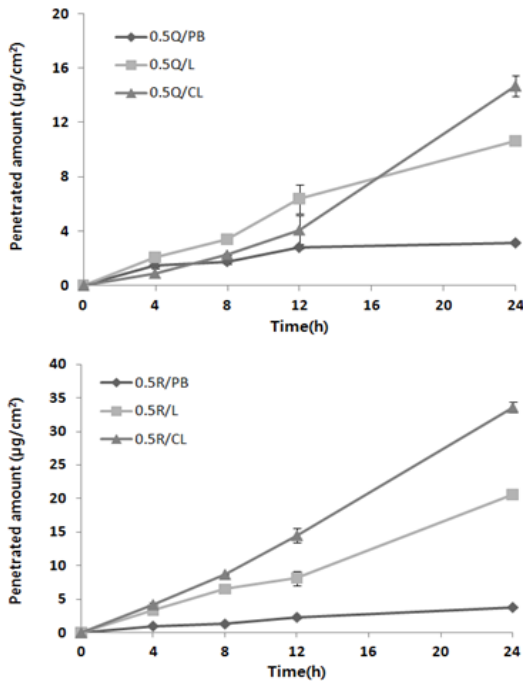 20
16
12
8
4
0
Penetrated amount (μg/cm²)
0.5Q/PB
0.5Q/L
0.5Q/CL
0 4 8 12 16 20 24
Time(h)
40
35
30
25
20
15
10
5
0
Penetrated amount (μg/cm²)
0.5R/PB
0.5R/L
0.5R/CL
0 4 8 12 16 20 24
Time(h)